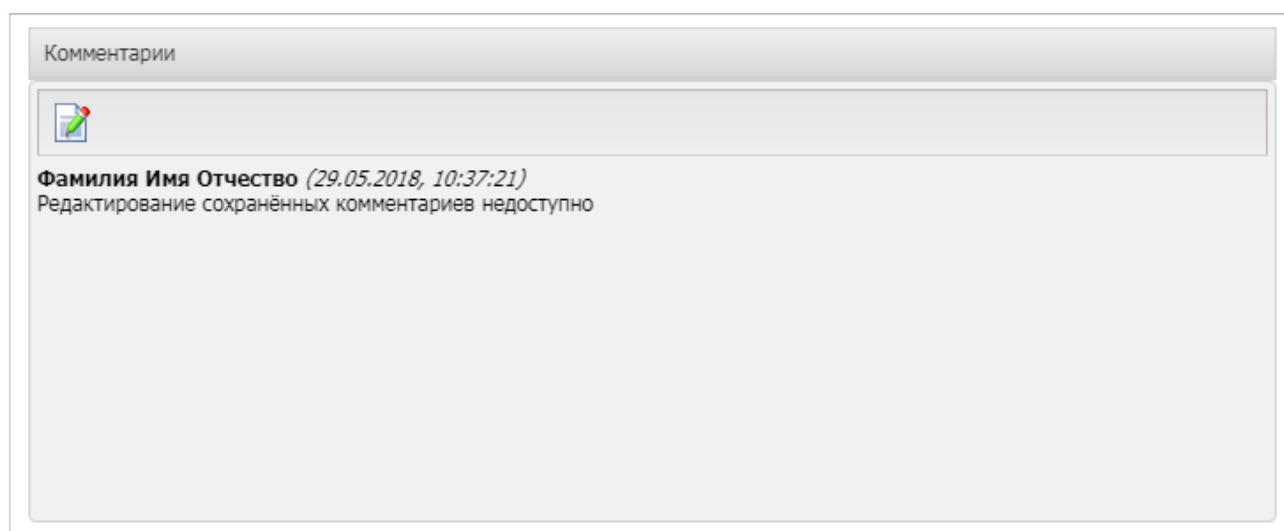 Комментарии
Фамилия Имя Отчество (29.05.2018, 10:37:21)
Редактирование сохранённых комментариев недоступно